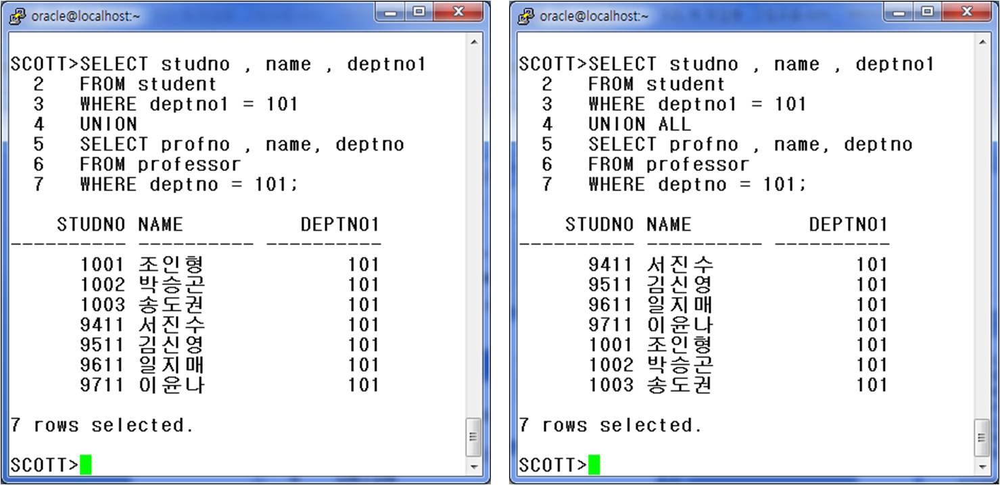 oracle@localhost:~
SCOTT>SELECT studno , name , deptno1
2 FROM student
3 WHERE deptno1 = 101
4 UNION
5 SELECT profno , name, deptno
6 FROM professor
7 WHERE deptno = 101;
STUDNO NAME DEPTNO1
---------- ---------- ----------
1001 조인형 101
1002 박승곤 101
1003 송도권 101
9411 서진수 101
9511 김신영 101
9611 일지매 101
9711 이윤나 101
7 rows selected.
SCOTT>
oracle@localhost:~
SCOTT>SELECT studno , name , deptno1
2 FROM student
3 WHERE deptno1 = 101
4 UNION ALL
5 SELECT profno , name, deptno
6 FROM professor
7 WHERE deptno = 101;
STUDNO NAME DEPTNO1
---------- ---------- ----------
9411 서진수 101
9511 김신영 101
9611 일지매 101
9711 이윤나 101
1001 조인형 101
1002 박승곤 101
1003 송도권 101
7 rows selected.
SCOTT>